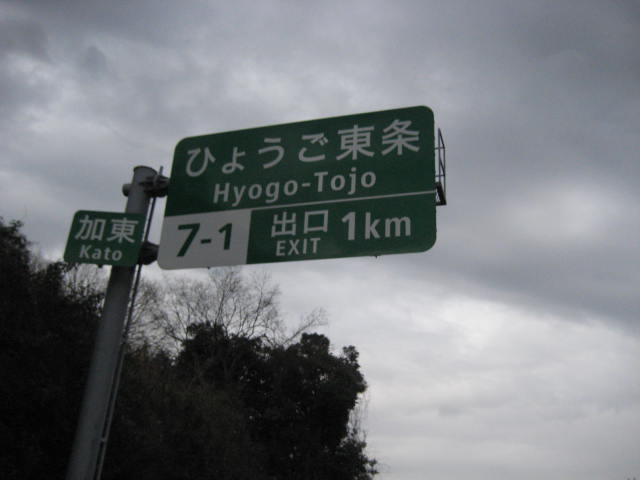 ひょうご東条
Hyogo-Tojo
7-1 出口 1km
EXIT
加東
Kato